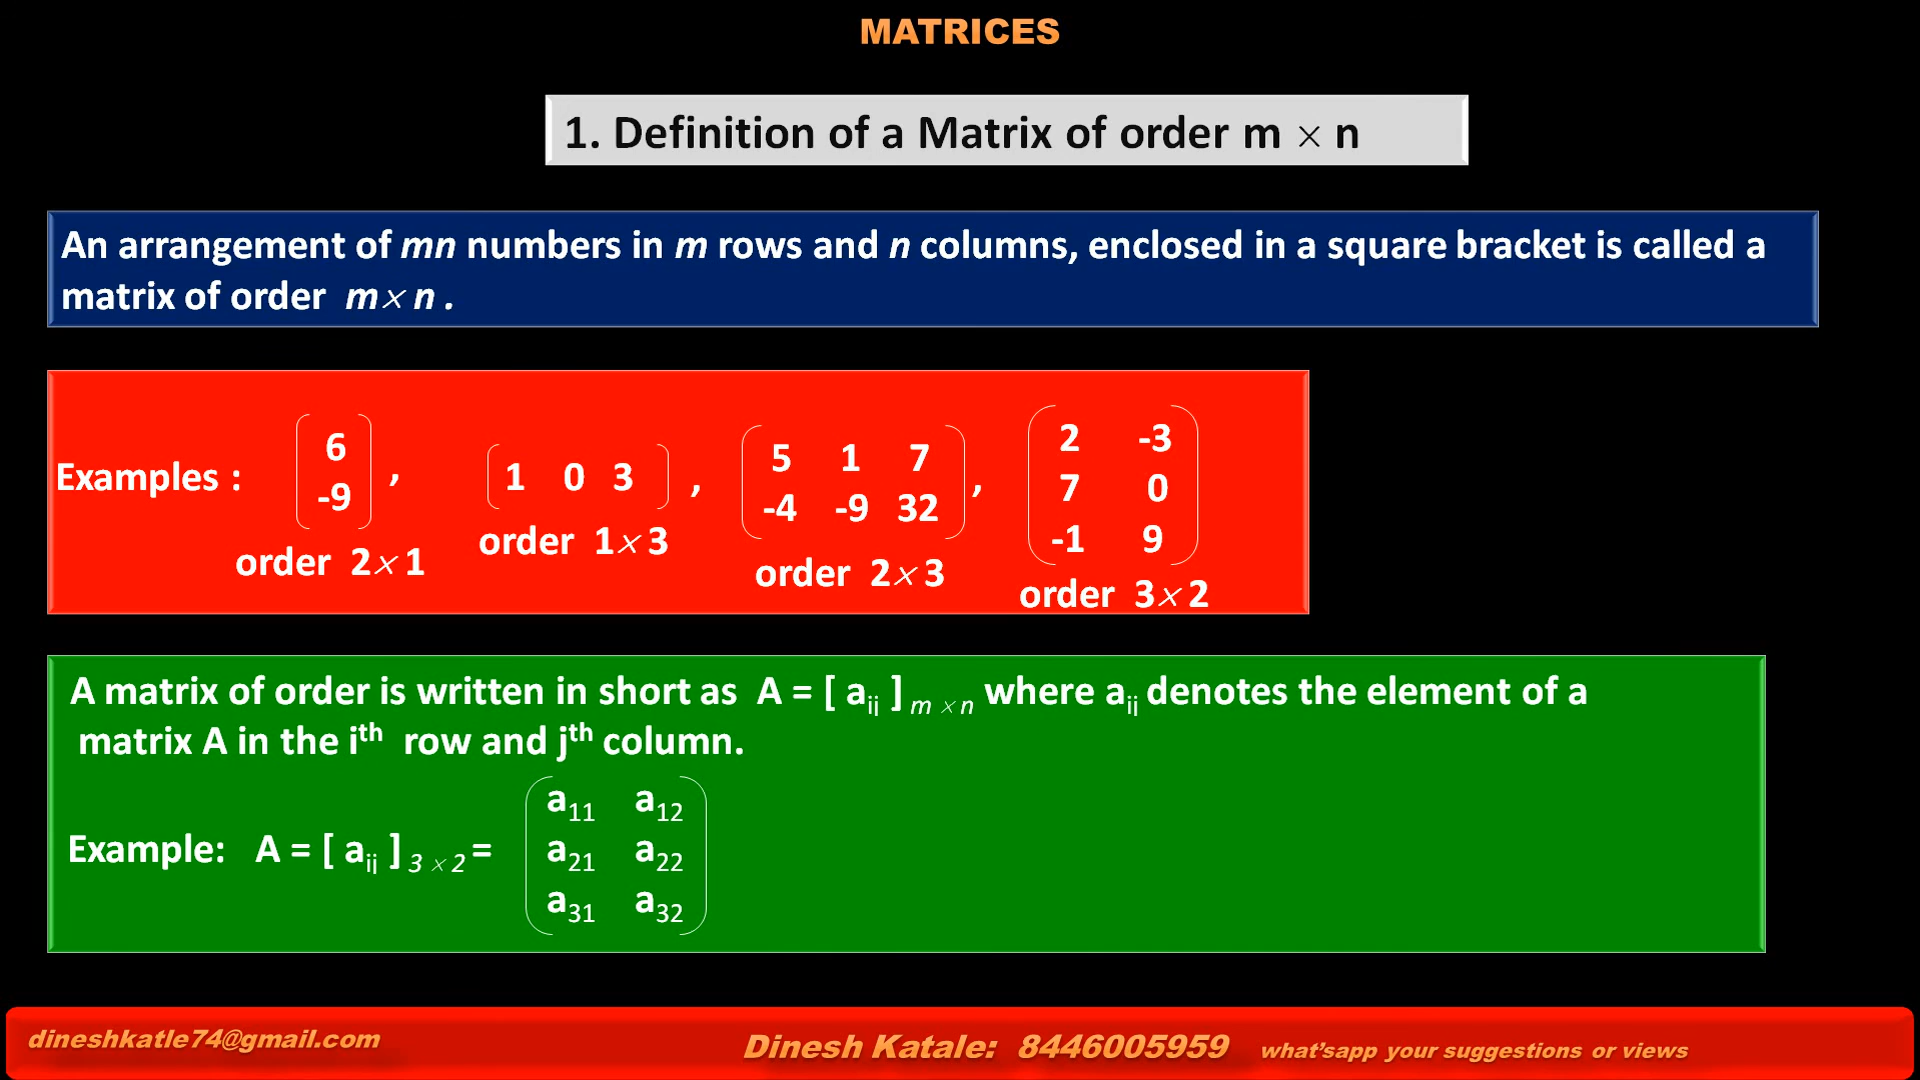 MATRICES
1. Definition of a Matrix of order m × n
An arrangement of mn numbers in m rows and n columns, enclosed in a square bracket is called a
matrix of order m × n .
Examples :
6
-9
,
order 2 × 1
1 0 3
,
order 1 × 3
5 1 7
-4 -9 32
,
order 2 × 3
2 -3
7 0
-1 9
order 3 × 2
A matrix of order is written in short as A = [ aij ] m × n where aij denotes the element of a
matrix A in the ith row and jth column.
Example: A = [ aij ] 3 × 2 =
a11 a12
a21 a22
a31 a32
dineshkatle74@gmail.com
Dinesh Katale: 8446005959 what'sapp your suggestions or views